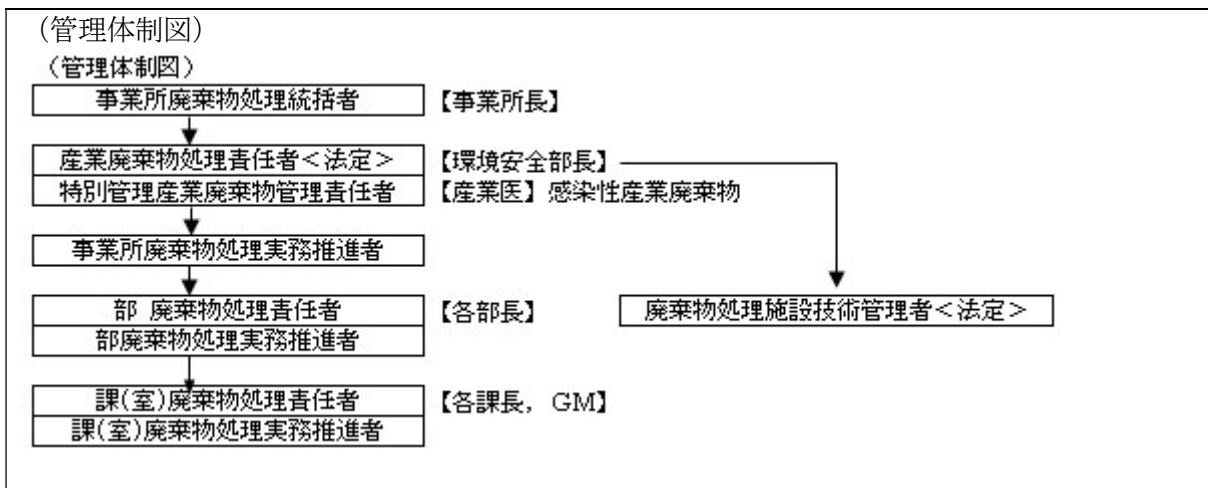 (管理体制図)
(管理体制図)
事業所廃棄物処理統括者 【事業所長】
産業廃棄物処理責任者<法定> 【環境安全部長】
特別管理産業廃棄物管理責任者 【産業医】感染性産業廃棄物
事業所廃棄物処理実務推進者
部 廃棄物処理責任者 【各部長】 廃棄物処理施設技術管理者<法定>
部廃棄物処理実務推進者
課(室)廃棄物処理責任者 【各課長, GM】
課(室)廃棄物処理実務推進者